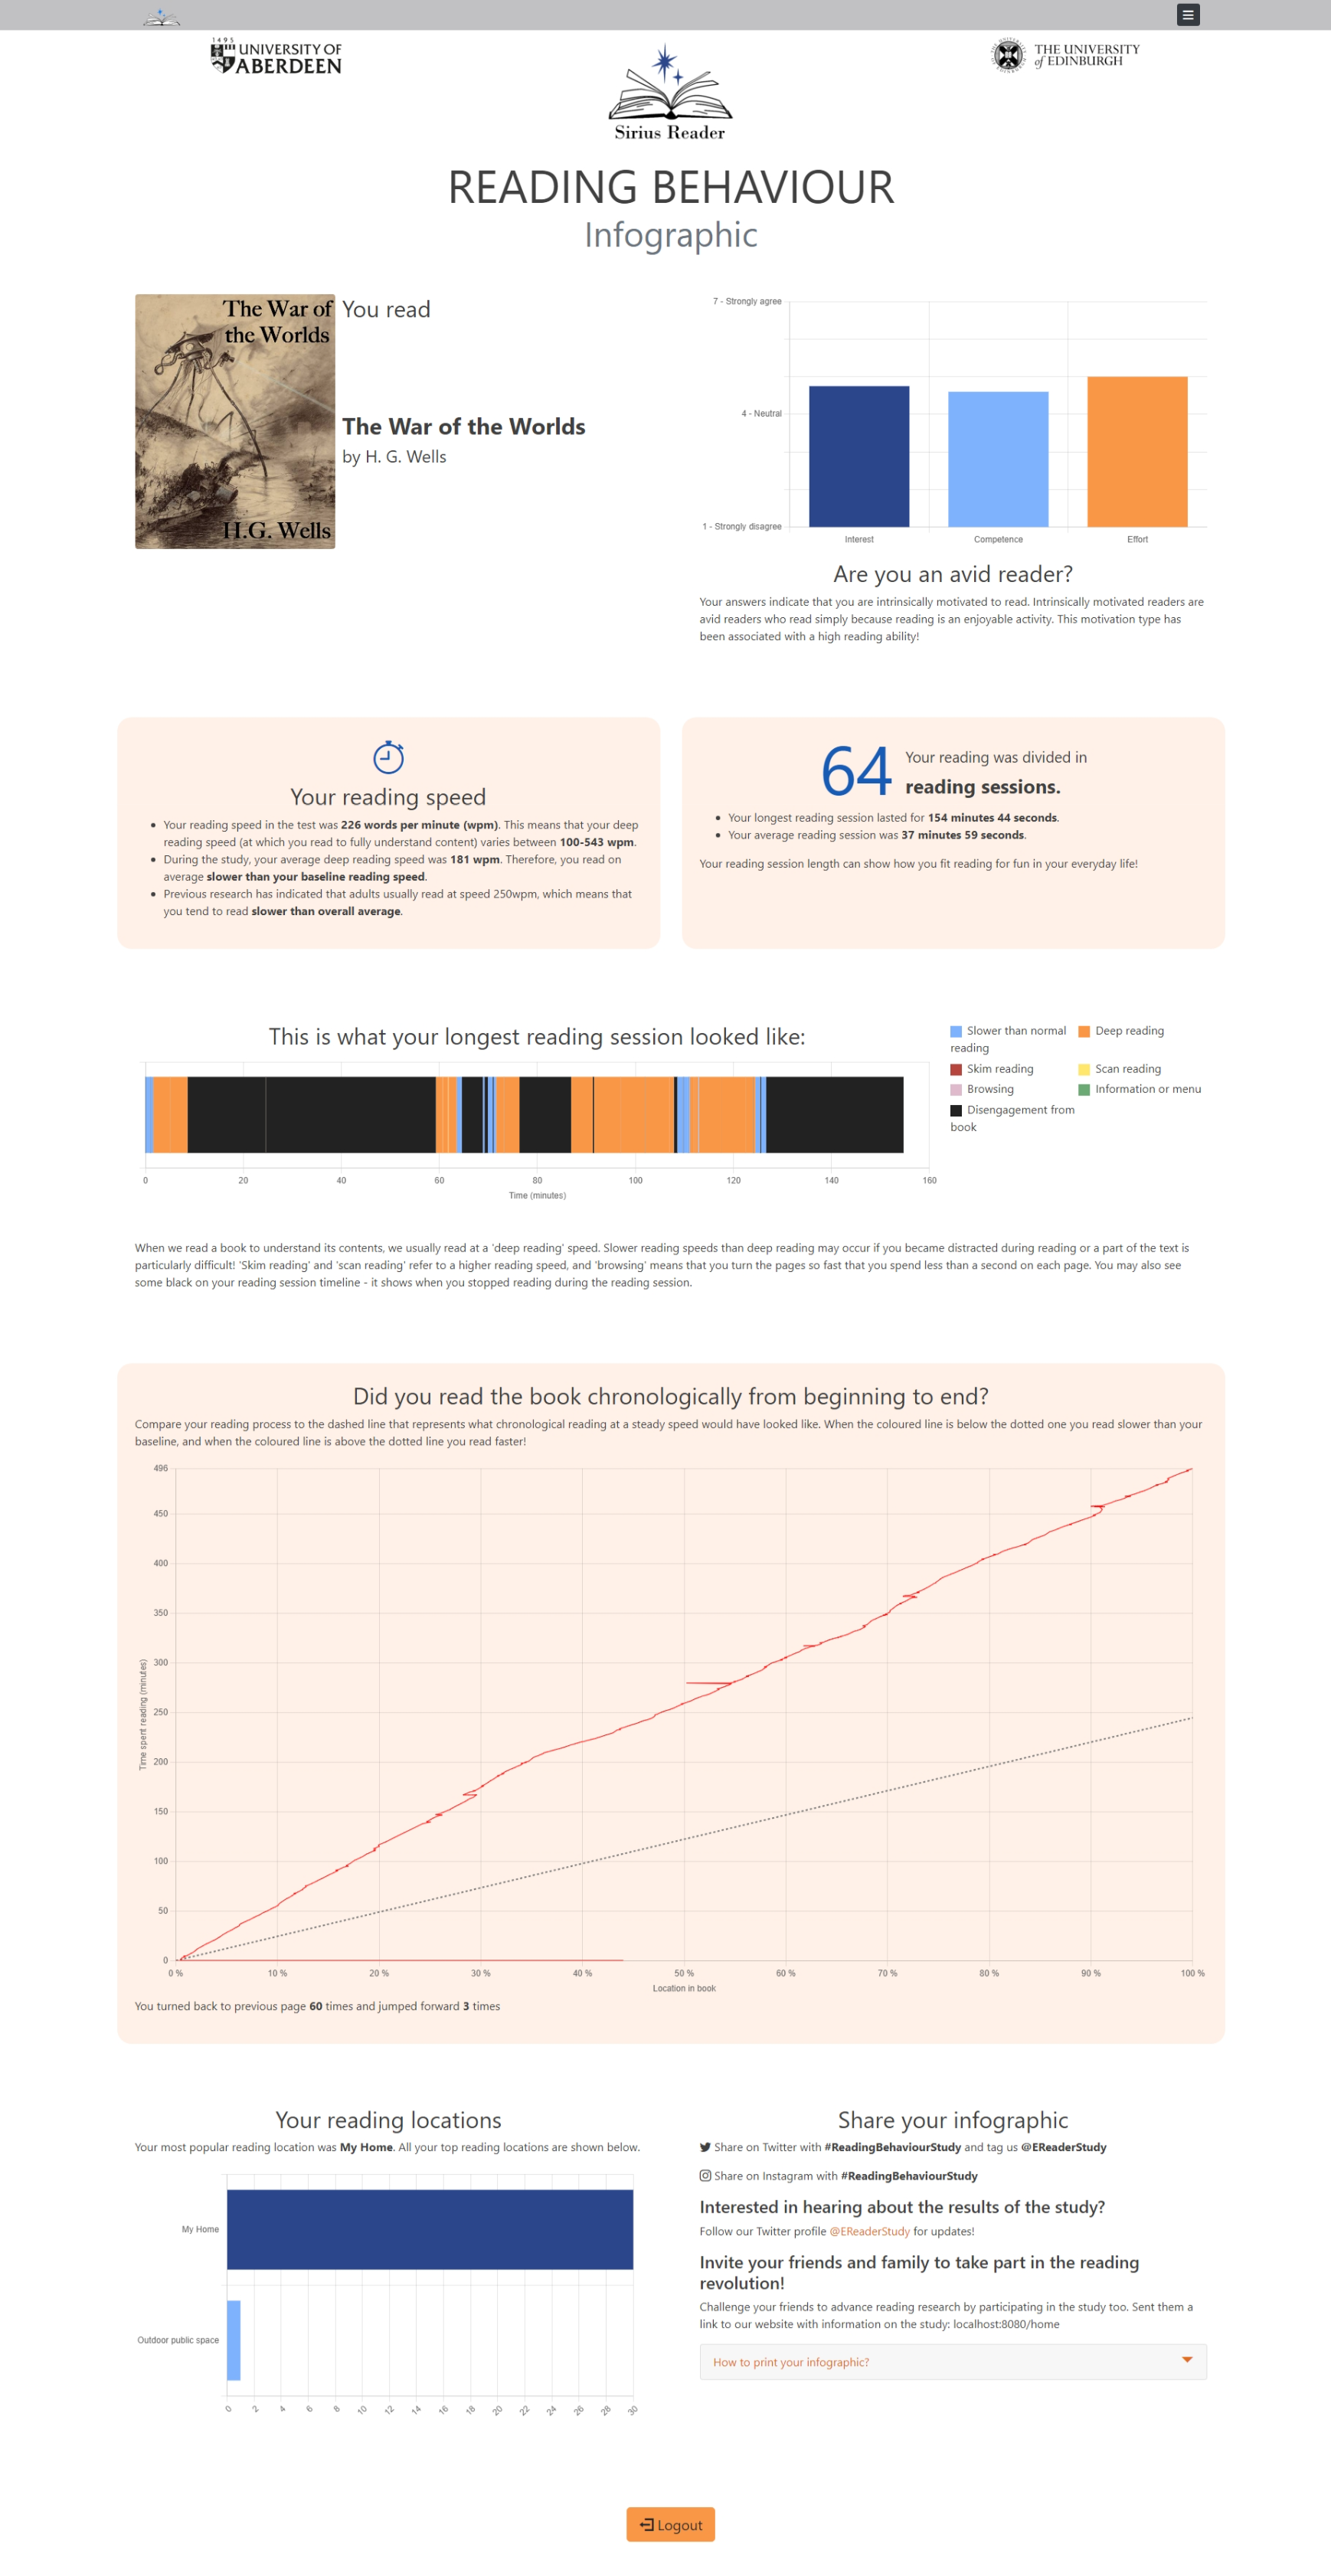 1495
UNIVERSITY OF
ABERDEEN
Sirius Reader
THE UNIVERSITY
of EDINBURGH
READING BEHAVIOUR
Infographic
The War of
the Worlds
H.G. Wells
You read
The War of the Worlds
by H. G. Wells
7 - Strongly agree
4 - Neutral
1 - Strongly disagree
Interest
Competence
Effort
Are you an avid reader?
Your answers indicate that you are intrinsically motivated to read. Intrinsically motivated readers are
avid readers who read simply because reading is an enjoyable activity. This motivation type has
been associated with a high reading ability!
Your reading speed
Your reading speed in the test was 226 words per minute (wpm). This means that your deep
reading speed (at which you read to fully understand content) varies between 100-543 wpm.
During the study, your average deep reading speed was 181 wpm. Therefore, you read on
average slower than your baseline reading speed.
Previous research has indicated that adults usually read at speed 250wpm, which means that
you tend to read slower than overall average.
64
Your reading was divided in
reading sessions.
Your longest reading session lasted for 154 minutes 44 seconds.
Your average reading session was 37 minutes 59 seconds.
Your reading session length can show how you fit reading for fun in your everyday life!
This is what your longest reading session looked like:
0 20 40 60 80 100 120 140 160
Time (minutes)
Slower than normal
reading
Deep reading
Skim reading
Scan reading
Browsing
Information or menu
Disengagement from
book
When we read a book to understand its contents, we usually read at a 'deep reading' speed. Slower reading speeds than deep reading may occur if you became distracted during reading or a part of the text is
particularly difficult! 'Skim reading' and 'scan reading' refer to a higher reading speed, and 'browsing' means that you turn the pages so fast that you spend less than a second on each page. You may also see
some black on your reading session timeline - it shows when you stopped reading during the reading session.
Did you read the book chronologically from beginning to end?
Compare your reading process to the dashed line that represents what chronological reading at a steady speed would have looked like. When the coloured line is below the dotted one you read slower than your
baseline, and when the coloured line is above the dotted line you read faster!
496
450
400
350
300
250
200
150
100
50
0
Time spent reading (minutes)
0 % 10 % 20 % 30 % 40 % 50 % 60 % 70 % 80 % 90 % 100 %
Location in book
You turned back to previous page 60 times and jumped forward 3 times
Your reading locations
Your most popular reading location was My Home. All your top reading locations are shown below.
My Home
Outdoor public space
0 2 4 6 8 10 12 14 16 18 20 22 24 26 28 30
Share your infographic
Share on Twitter with #ReadingBehaviourStudy and tag us @EReaderStudy
Share on Instagram with #ReadingBehaviourStudy
Interested in hearing about the results of the study?
Follow our Twitter profile @EReaderStudy for updates!
Invite your friends and family to take part in the reading
revolution!
Challenge your friends to advance reading research by participating in the study too. Sent them a
link to our website with information on the study: localhost:8080/home
How to print your infographic?
Logout